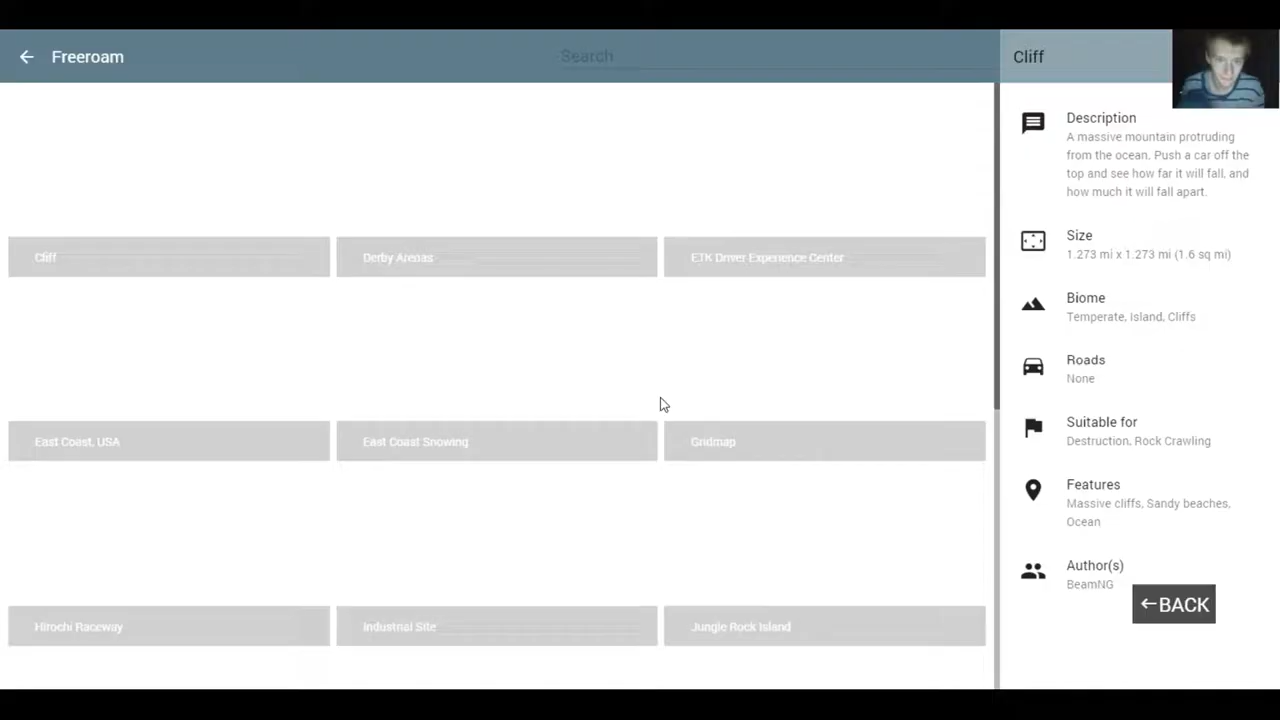 Freeroam
Search
Cliff
Derby Arenas
ETK Driver Experience Center
East Coast, USA
East Coast Snowing
Gridmap
Hirochi Raceway
Industrial Site
Jungle Rock Island
Cliff
Description
A massive mountain protruding
from the ocean. Push a car off the
top and see how far it will fall, and
how much it will fall apart.
Size
1.273 mi x 1.273 mi (1.6 sq mi)
Biome
Temperate, Island, Cliffs
Roads
None
Suitable for
Destruction, Rock Crawling
Features
Massive cliffs, Sandy beaches,
Ocean
Author(s)
BeamNG
BACK